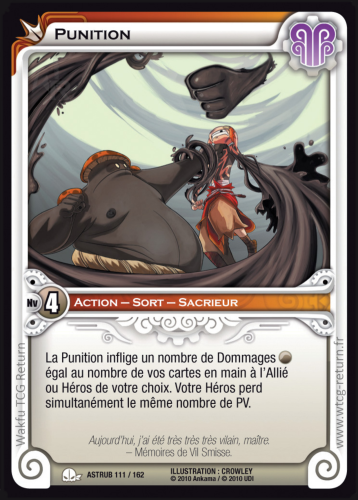 Punition
Nv 4
Action – Sort – Sacrieur
La Punition inflige un nombre de Dommages
égal au nombre de vos cartes en main à l'Allié
ou Héros de votre choix. Votre Héros perd
simultanément le même nombre de PV.
Aujourd'hui, j'ai été très très très vilain, maître.
– Mémoires de Vil Smisse.
ASTRUB 111 / 162
ILLUSTRATION : CROWLEY
© 2010 Ankama / © 2010 UDI
Wakfu TCG Return
www.wtcg-return.fr